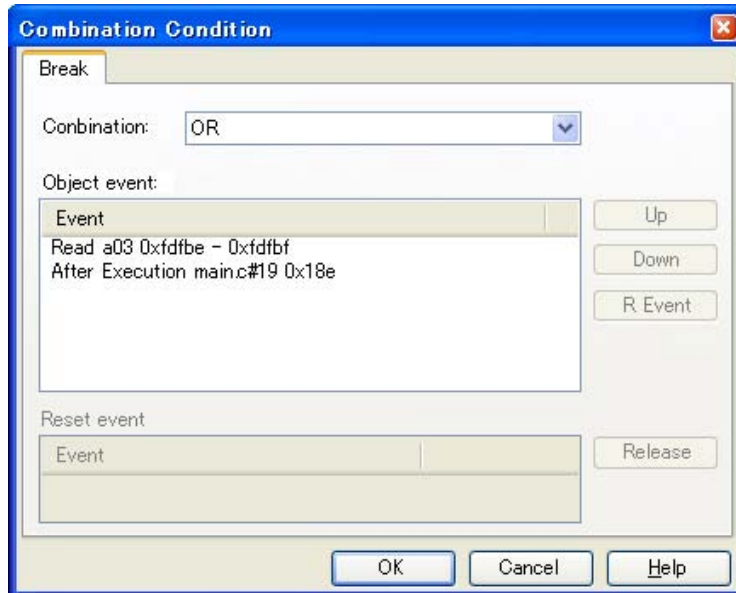 Combination Condition
Break
Conbination: OR
Object event:
Event
Read a03 0xfdfbe - 0xfdfbf
After Execution main.c#19 0x18e
Up
Down
R Event
Reset event
Event
Release
OK Cancel Help